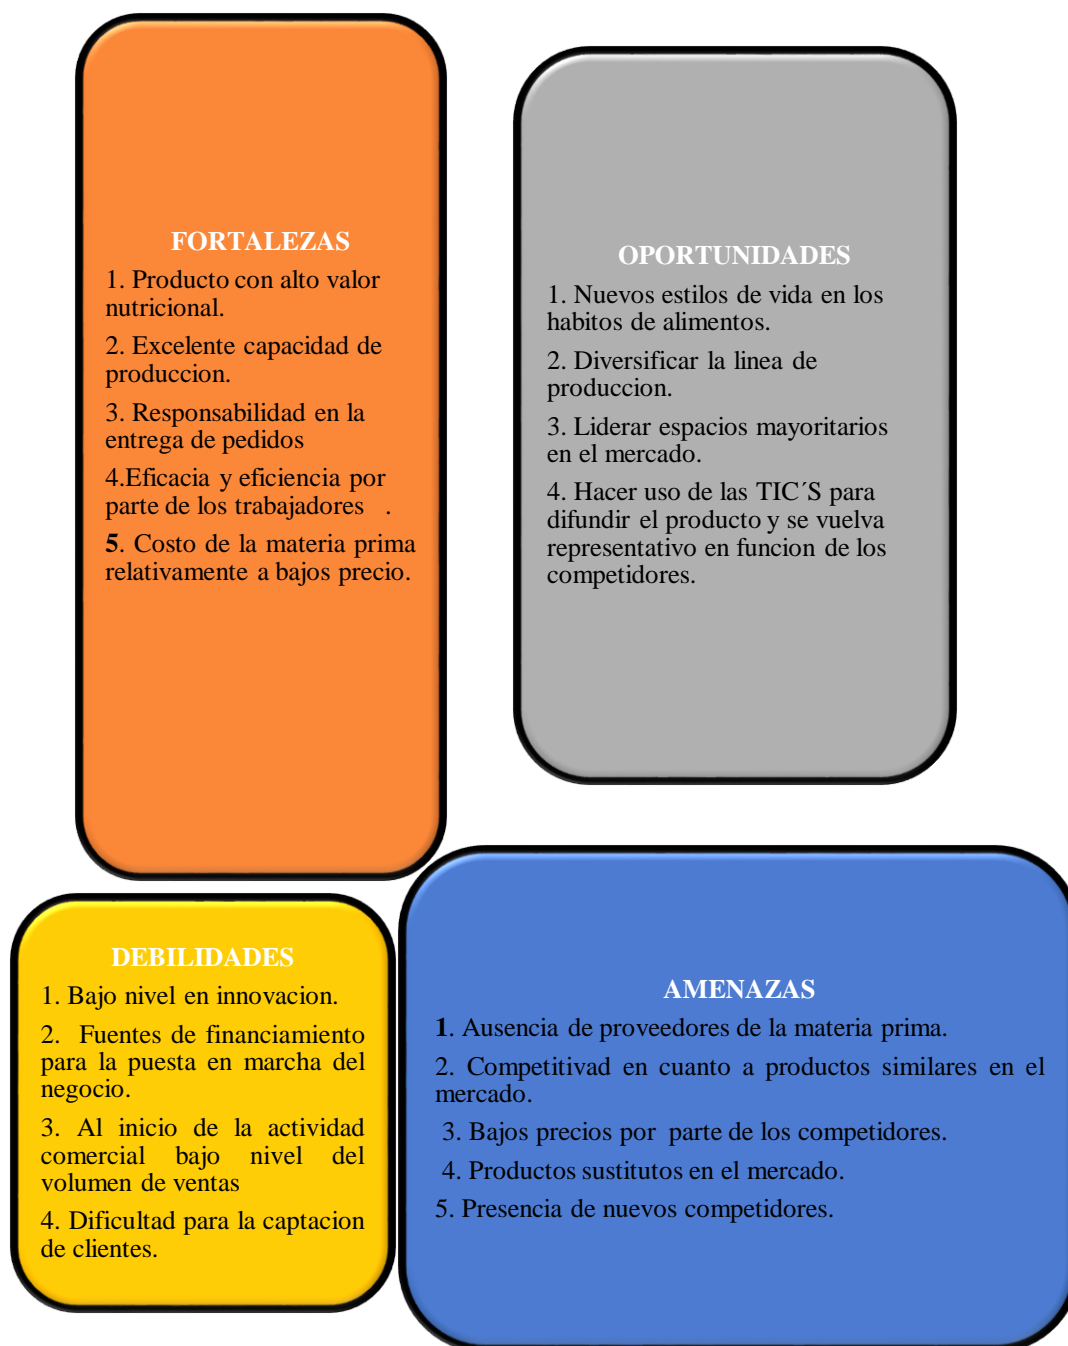 FORTALEZAS
1. Producto con alto valor
nutricional.
2. Excelente capacidad de
produccion.
3. Responsabilidad en la
entrega de pedidos
4.Eficacia y eficiencia por
parte de los trabajadores .
5. Costo de la materia prima
relativamente a bajos precio.
OPORTUNIDADES
1. Nuevos estilos de vida en los
habitos de alimentos.
2. Diversificar la linea de
produccion.
3. Liderar espacios mayoritarios
en el mercado.
4. Hacer uso de las TIC´S para
difundir el producto y se vuelva
representativo en funcion de los
competidores.
DEBILIDADES
1. Bajo nivel en innovacion.
2. Fuentes de financiamiento
para la puesta en marcha del
negocio.
3. Al inicio de la actividad
comercial bajo nivel del
volumen de ventas
4. Dificultad para la captacion
de clientes.
AMENAZAS
1. Ausencia de proveedores de la materia prima.
2. Competitivad en cuanto a productos similares en el
mercado.
3. Bajos precios por parte de los competidores.
4. Productos sustitutos en el mercado.
5. Presencia de nuevos competidores.